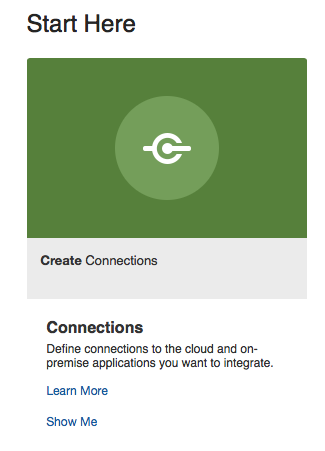 Start Here
Create Connections
Connections
Define connections to the cloud and on-
premise applications you want to integrate.
Learn More
Show Me